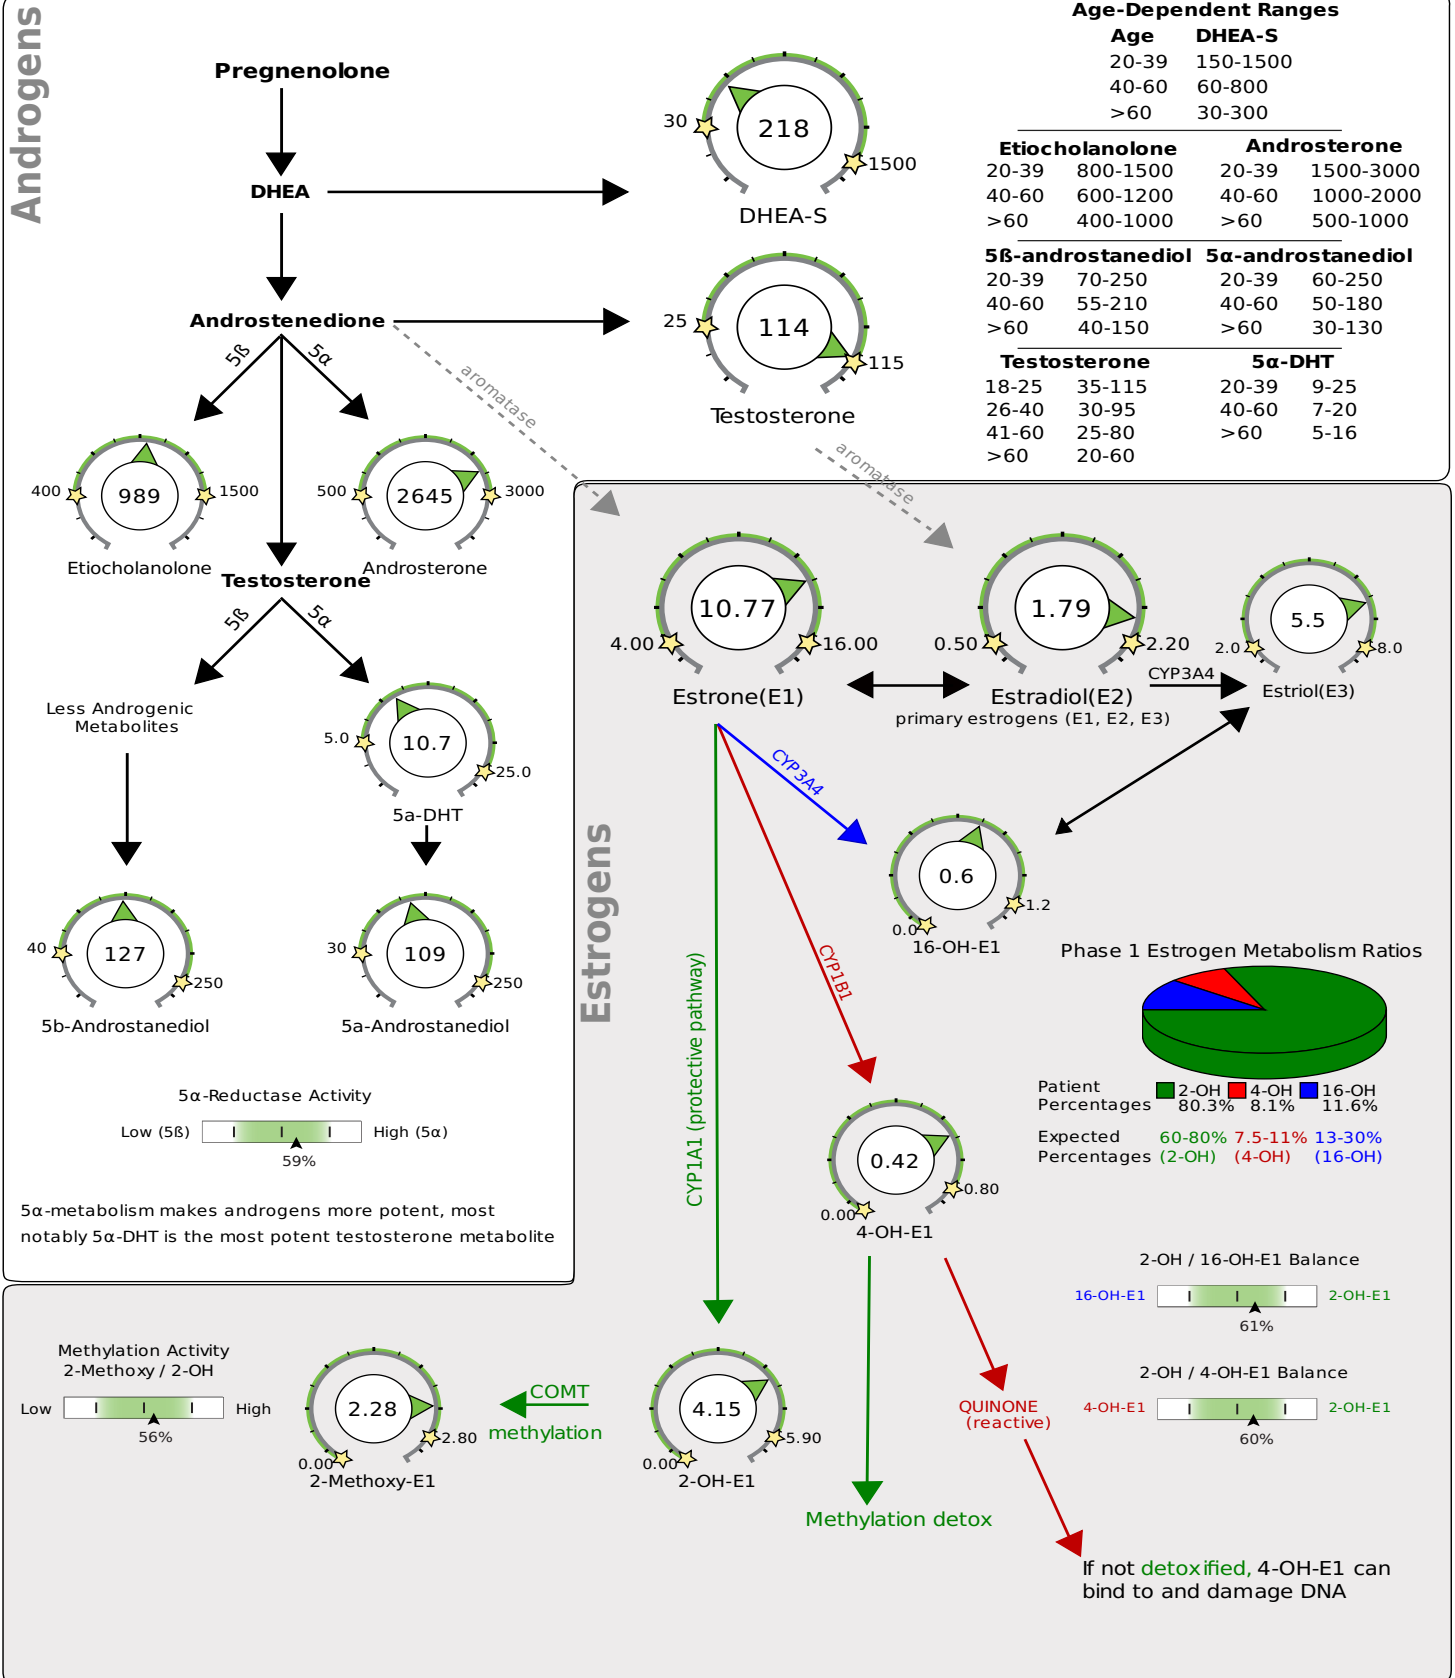 Androgens
Pregnenolone
DHEA
Androstenedione
5ß
5α
aromatase
30
218
1500
DHEA-S
25
114
115
Testosterone
aromatase
Age-Dependent Ranges
Age DHEA-S
20-39 150-1500
40-60 60-800
>60 30-300
Etiocholanolone Androsterone
20-39 800-1500 20-39 1500-3000
40-60 600-1200 40-60 1000-2000
>60 400-1000 >60 500-1000
5ß-androstanediol 5α-androstanediol
20-39 70-250 20-39 60-250
40-60 55-210 40-60 50-180
>60 40-150 >60 30-130
Testosterone 5α-DHT
18-25 35-115 20-39 9-25
26-40 30-95 40-60 7-20
41-60 25-80 >60 5-16
>60 20-60
400
989
1500
Etiocholanolone
500
2645
3000
Androsterone
Testosterone
5ß
5α
Less Androgenic
Metabolites
5.0
10.7
25.0
5a-DHT
40
127
250
5b-Androstanediol
30
109
250
5a-Androstanediol
5α-Reductase Activity
Low (5ß) High (5α)
59%
5α-metabolism makes androgens more potent, most
notably 5α-DHT is the most potent testosterone metabolite
Estrogens
4.00
10.77
16.00
Estrone(E1)
0.50
1.79
2.20
Estradiol(E2)
primary estrogens (E1, E2, E3)
CYP3A4
2.0
5.5
8.0
Estriol(E3)
CYP3A4
CYP1B1
CYP1A1 (protective pathway)
0.0
0.6
1.2
16-OH-E1
Phase 1 Estrogen Metabolism Ratios
Patient 2-OH 4-OH 16-OH
Percentages 80.3% 8.1% 11.6%
Expected 60-80% 7.5-11% 13-30%
Percentages (2-OH) (4-OH) (16-OH)
0.00
0.42
0.80
4-OH-E1
2-OH / 16-OH-E1 Balance
16-OH-E1 2-OH-E1
61%
2-OH / 4-OH-E1 Balance
4-OH-E1 2-OH-E1
60%
Methylation Activity
2-Methoxy / 2-OH
Low High
56%
0.00
2.28
2.80
2-Methoxy-E1
COMT
methylation
0.00
4.15
5.90
2-OH-E1
QUINONE
(reactive)
Methylation detox
If not detoxified, 4-OH-E1 can
bind to and damage DNA